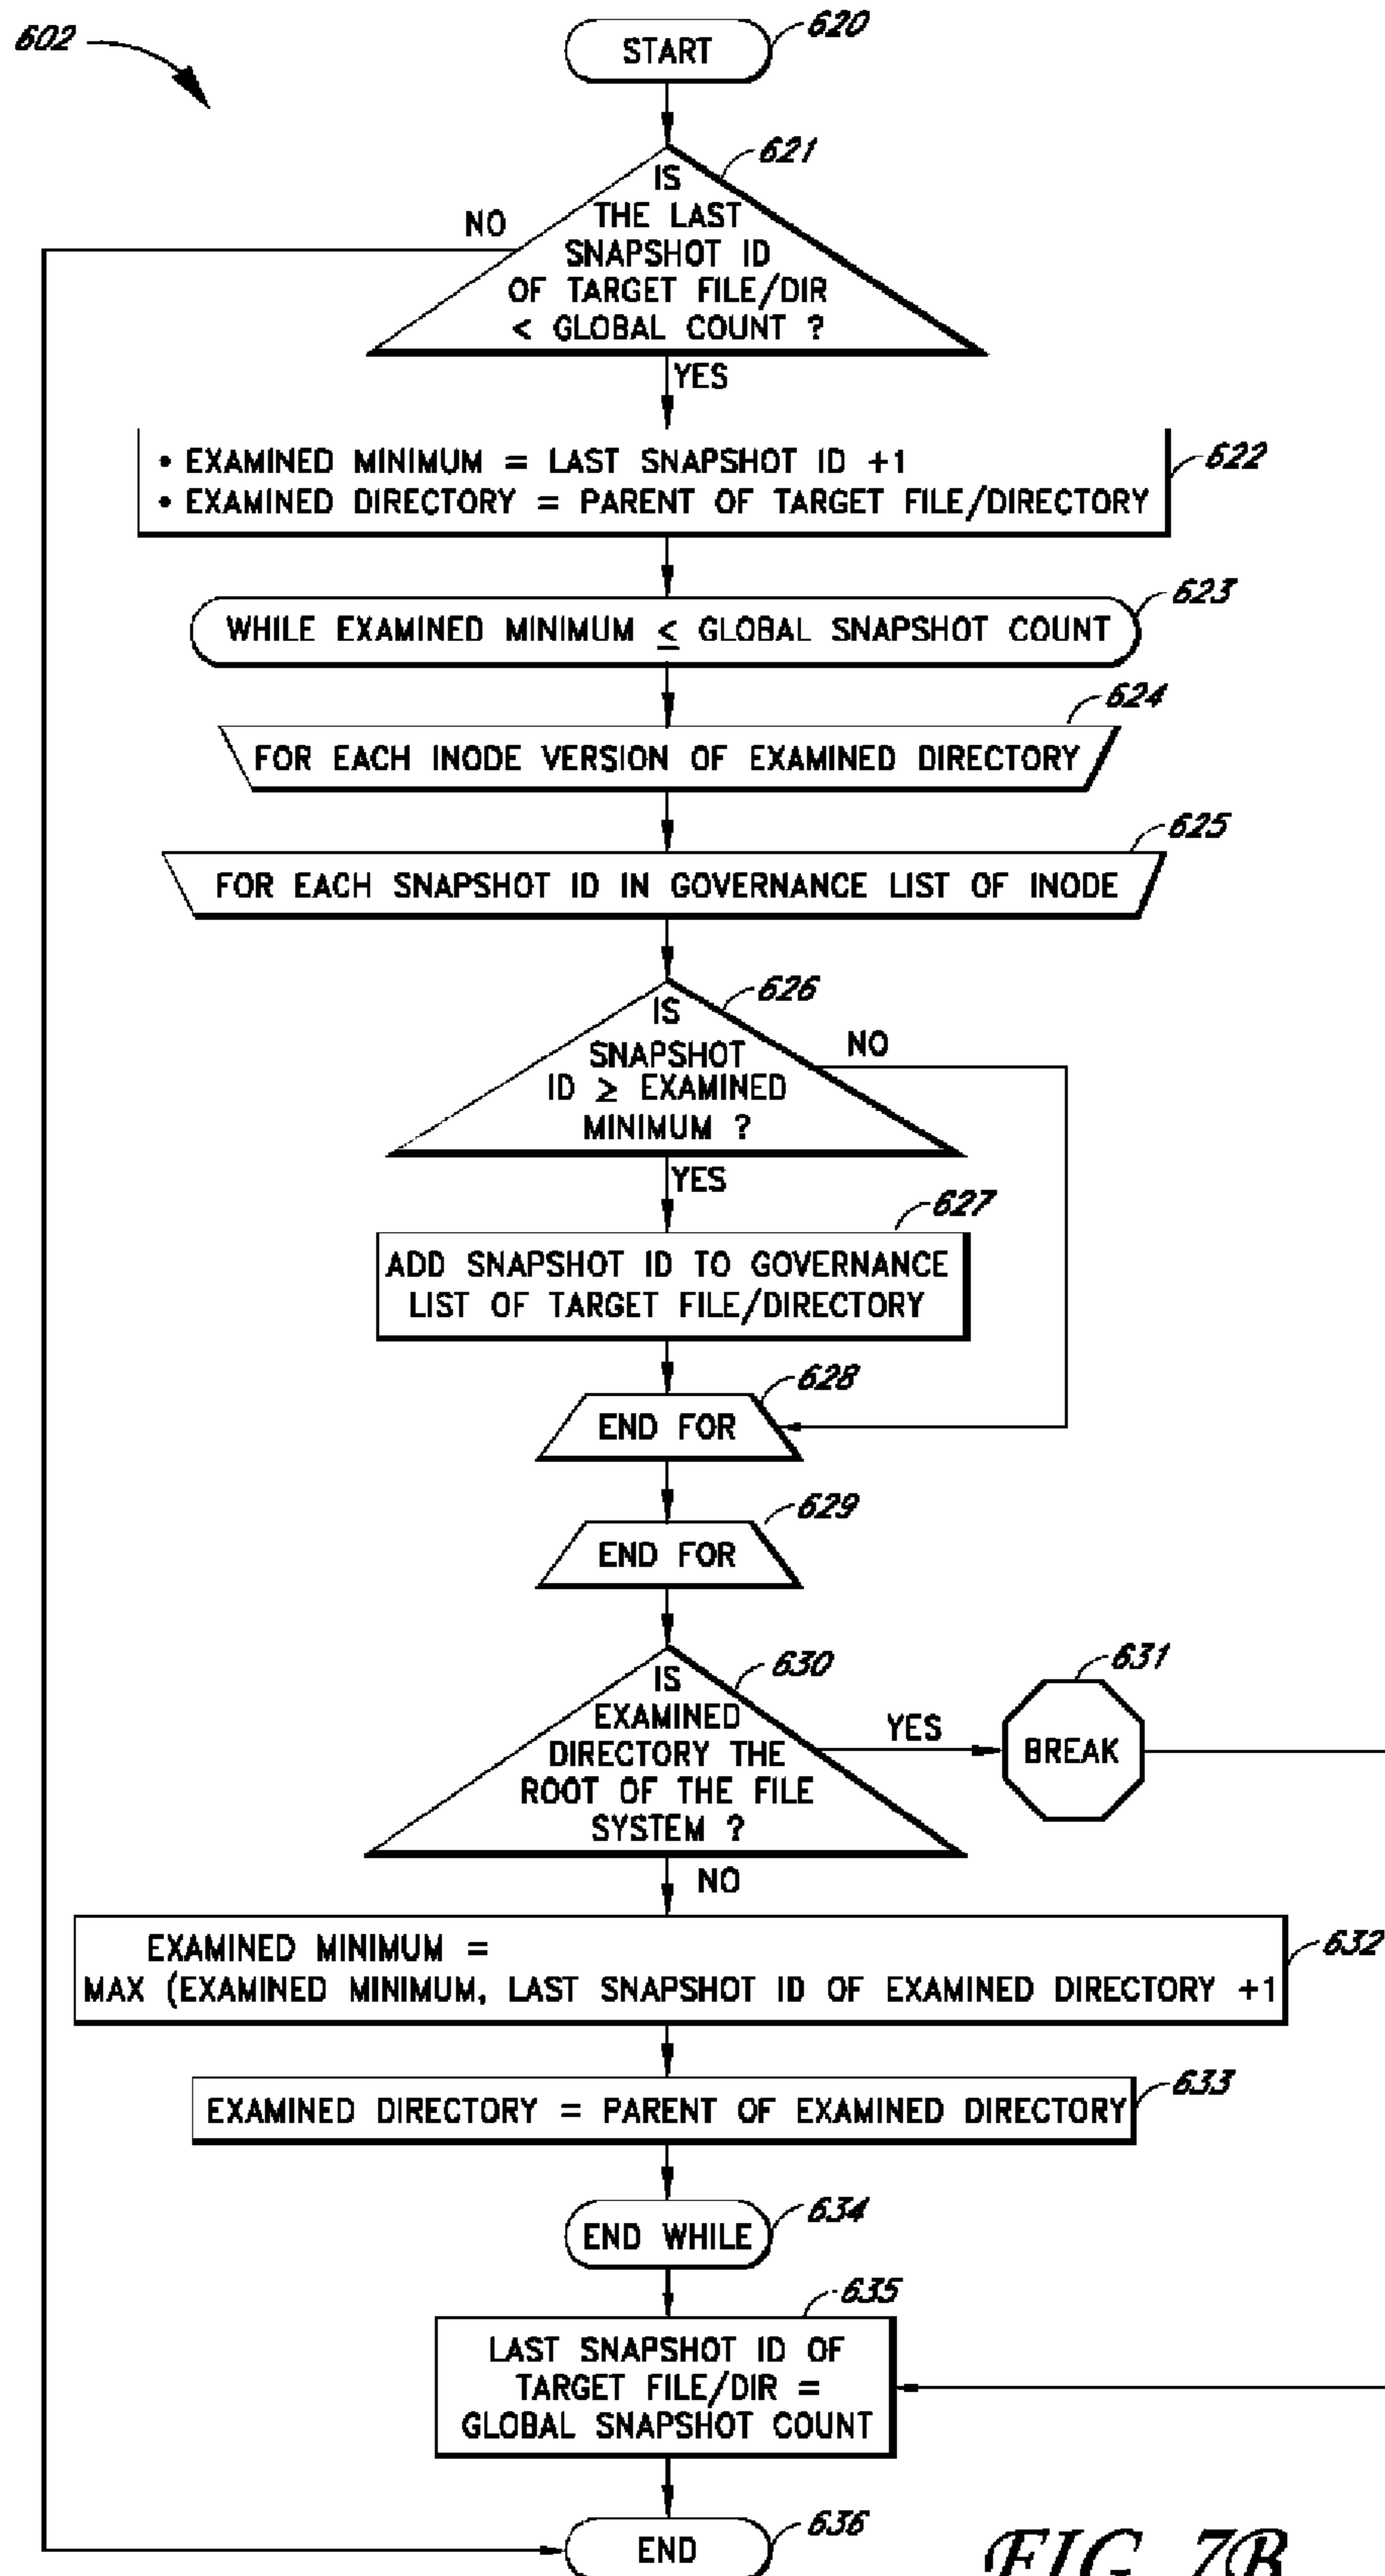 602
START
620
621
IS
THE LAST
SNAPSHOT ID
OF TARGET FILE/DIR
< GLOBAL COUNT ?
NO
YES
• EXAMINED MINIMUM = LAST SNAPSHOT ID +1
• EXAMINED DIRECTORY = PARENT OF TARGET FILE/DIRECTORY
622
WHILE EXAMINED MINIMUM ≤ GLOBAL SNAPSHOT COUNT
623
624
FOR EACH INODE VERSION OF EXAMINED DIRECTORY
625
FOR EACH SNAPSHOT ID IN GOVERNANCE LIST OF INODE
626
IS
SNAPSHOT
ID ≥ EXAMINED
MINIMUM ?
NO
YES
627
ADD SNAPSHOT ID TO GOVERNANCE
LIST OF TARGET FILE/DIRECTORY
628
END FOR
629
END FOR
630
IS
EXAMINED
DIRECTORY THE
ROOT OF THE FILE
SYSTEM ?
YES
631
BREAK
NO
EXAMINED MINIMUM =
MAX (EXAMINED MINIMUM, LAST SNAPSHOT ID OF EXAMINED DIRECTORY +1
632
EXAMINED DIRECTORY = PARENT OF EXAMINED DIRECTORY
633
END WHILE
634
635
LAST SNAPSHOT ID OF
TARGET FILE/DIR =
GLOBAL SNAPSHOT COUNT
END
636
FIG. 7B